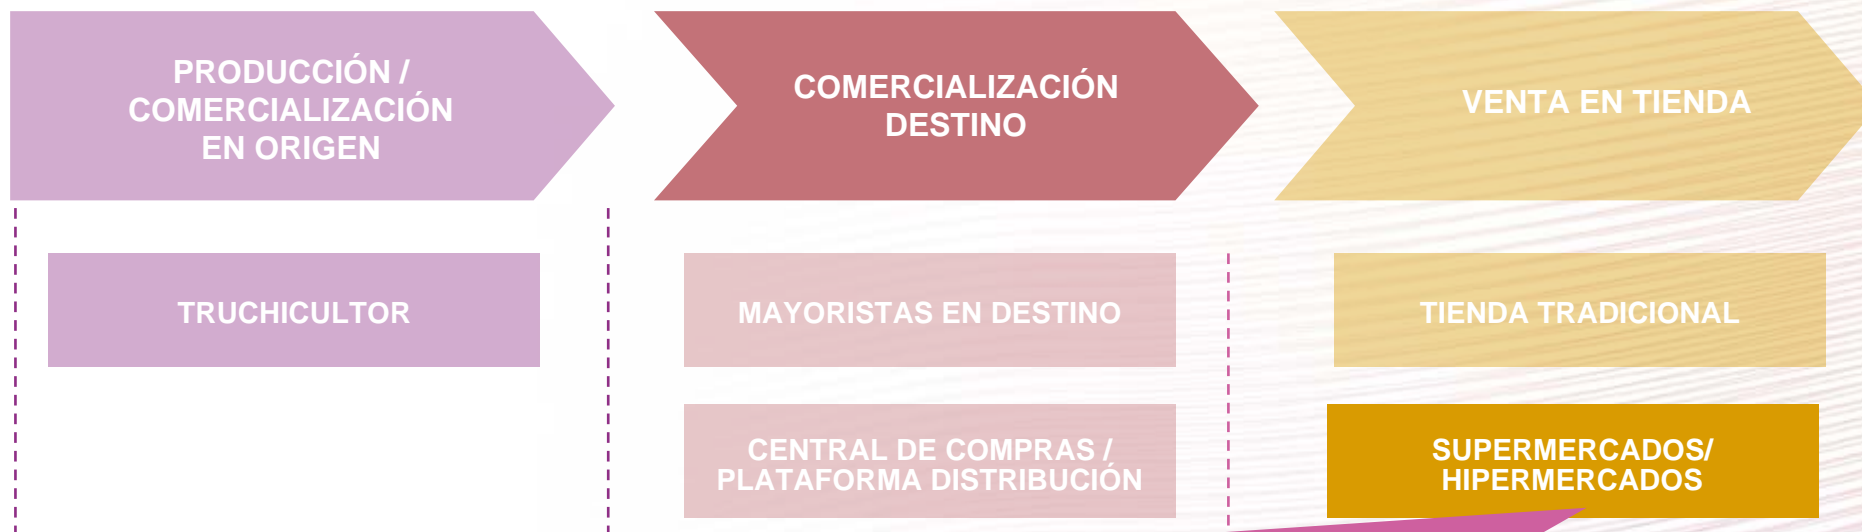 PRODUCCIÓN /
COMERCIALIZACIÓN
EN ORIGEN
COMERCIALIZACIÓN
DESTINO
VENTA EN TIENDA
TRUCHICULTOR
MAYORISTAS EN DESTINO
TIENDA TRADICIONAL
CENTRAL DE COMPRAS /
PLATAFORMA DISTRIBUCIÓN
SUPERMERCADOS/
HIPERMERCADOS